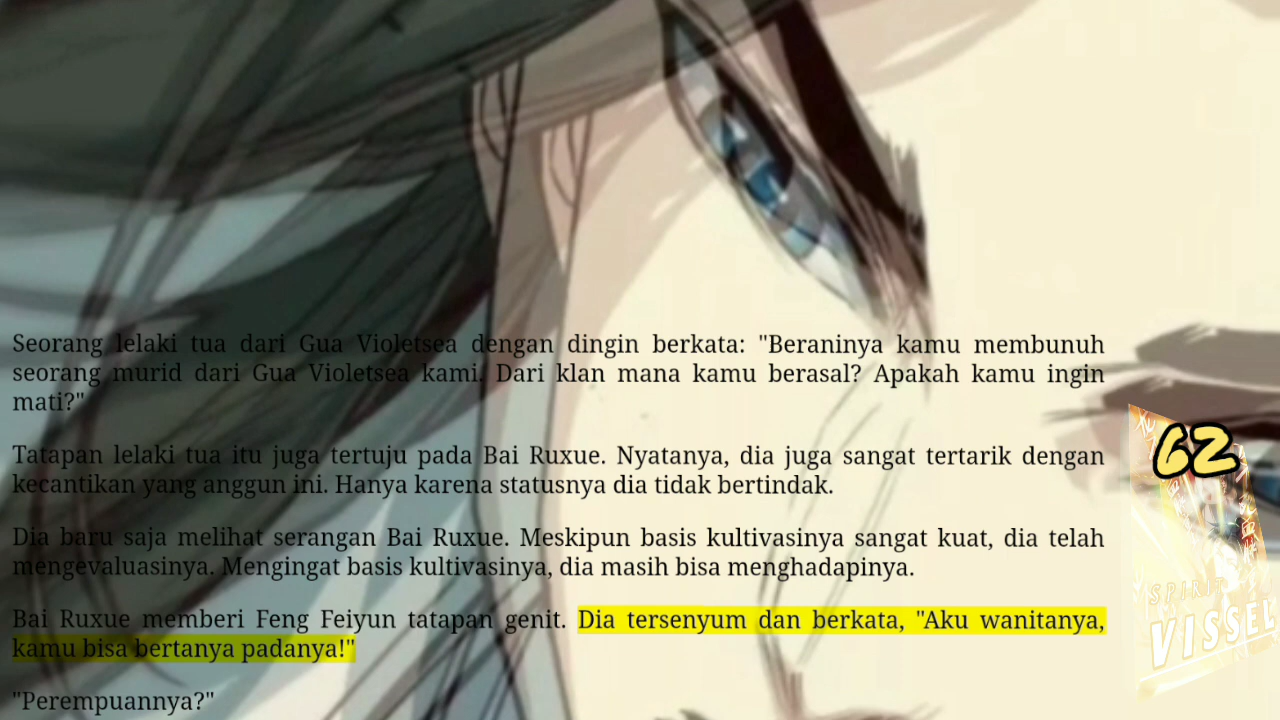 Seorang lelaki tua dari Gua Violetsea dengan dingin berkata: "Beraninya kamu membunuh
seorang murid dari Gua Violetsea kami. Dari klan mana kamu berasal? Apakah kamu ingin
mati?"
Tatapan lelaki tua itu juga tertuju pada Bai Ruxue. Nyatanya, dia juga sangat tertarik dengan
kecantikan yang anggun ini. Hanya karena statusnya dia tidak bertindak.
Dia baru saja melihat serangan Bai Ruxue. Meskipun basis kultivasinya sangat kuat, dia telah
mengevaluasinya. Mengingat basis kultivasinya, dia masih bisa menghadapinya.
Bai Ruxue memberi Feng Feiyun tatapan genit. Dia tersenyum dan berkata, "Aku wanitanya,
kamu bisa bertanya padanya!"
"Perempuannya?"
62
SPIRIT
VISSEL